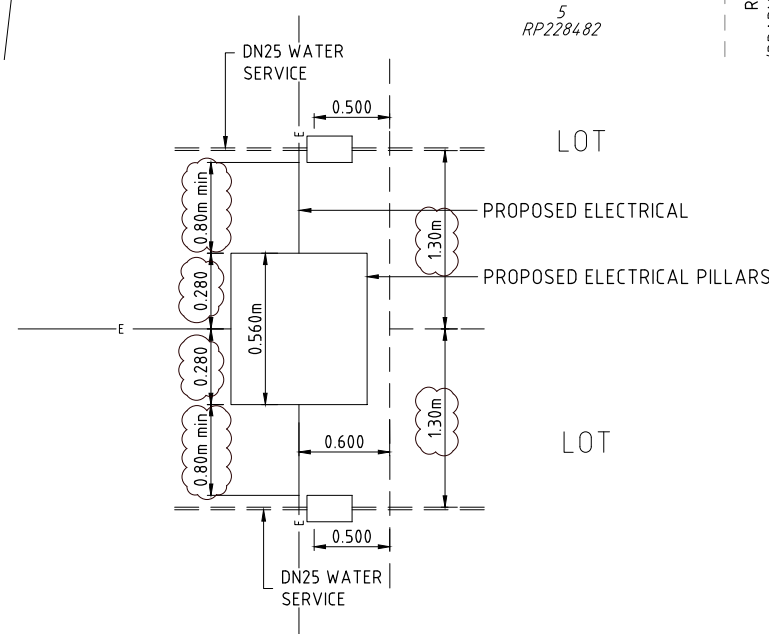 5
RP228482
R
DN25 WATER
SERVICE
0.500
LOT
0.80m min
1.30m
PROPOSED ELECTRICAL
0.280
0.560m
PROPOSED ELECTRICAL PILLARS
E
E
0.280
1.30m
0.80m min
0.600
LOT
E
0.500
DN25 WATER
SERVICE